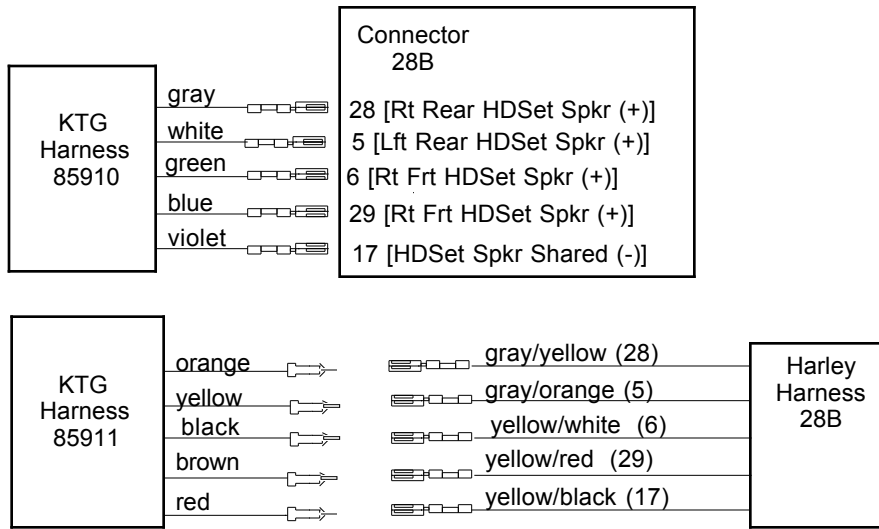 Connector
28B
KTG
Harness
85910
gray
white
green
blue
violet
28 [Rt Rear HDSet Spkr (+)]
5 [Lft Rear HDSet Spkr (+)]
6 [Rt Frt HDSet Spkr (+)]
29 [Rt Frt HDSet Spkr (+)]
17 [HDSet Spkr Shared (-)]
KTG
Harness
85911
orange
yellow
black
brown
red
gray/yellow (28)
gray/orange (5)
yellow/white (6)
yellow/red (29)
yellow/black (17)
Harley
Harness
28B